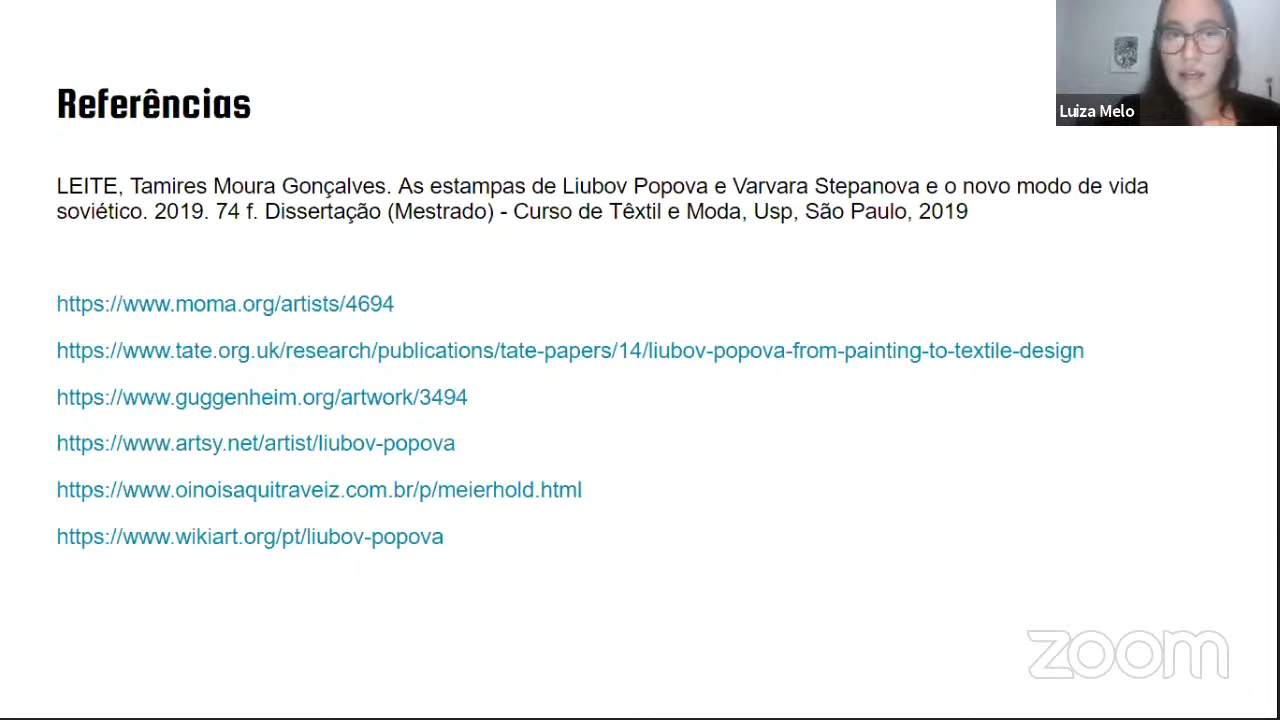 Referências
Luiza Melo
LEITE, Tamires Moura Gonçalves. As estampas de Liubov Popova e Varvara Stepanova e o novo modo de vida
soviético. 2019. 74 f. Dissertação (Mestrado) - Curso de Têxtil e Moda, Usp, São Paulo, 2019
https://www.moma.org/artists/4694
https://www.tate.org.uk/research/publications/tate-papers/14/liubov-popova-from-painting-to-textile-design
https://www.guggenheim.org/artwork/3494
https://www.artsy.net/artist/liubov-popova
https://www.oinoisaquitraveiz.com.br/p/meierhold.html
https://www.wikiart.org/pt/liubov-popova
zoom